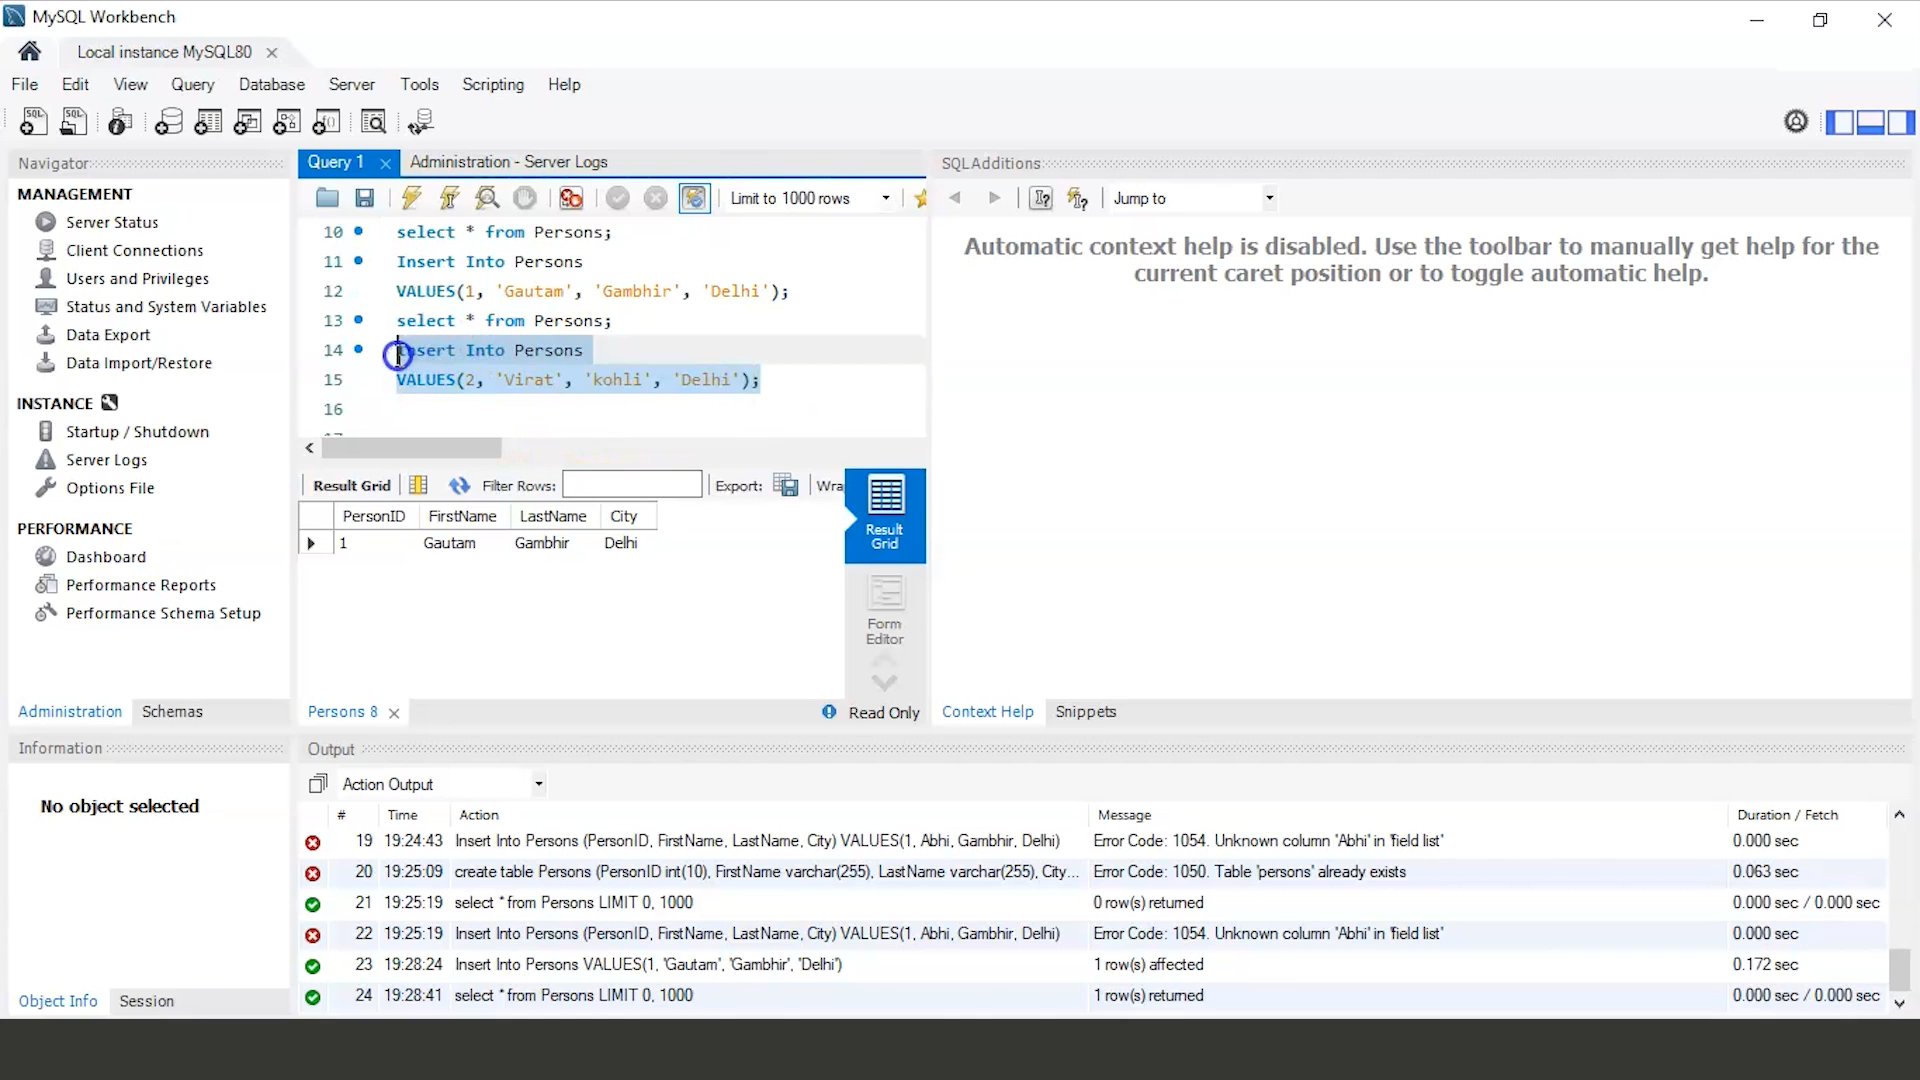 MySQL Workbench
Local instance MySQL80
File Edit View Query Database Server Tools Scripting Help
Navigator
MANAGEMENT
Server Status
Client Connections
Users and Privileges
Status and System Variables
Data Export
Data Import/Restore
INSTANCE
Startup / Shutdown
Server Logs
Options File
PERFORMANCE
Dashboard
Performance Reports
Performance Schema Setup
Administration Schemas
Information
No object selected
Object Info Session
Query 1 Administration - Server Logs
Limit to 1000 rows
10 select * from Persons;
11 Insert Into Persons
12 VALUES(1, 'Gautam', 'Gambhir', 'Delhi');
13 select * from Persons;
14 Insert Into Persons
15 VALUES(2, 'Virat', 'kohli', 'Delhi');
16
Result Grid Filter Rows: Export: Wra
PersonID FirstName LastName City
1 Gautam Gambhir Delhi
Result
Grid
Form
Editor
Persons 8 Read Only
SQLAdditions
Jump to
Automatic context help is disabled. Use the toolbar to manually get help for the
current caret position or to toggle automatic help.
Context Help Snippets
Output
Action Output
# Time Action Message Duration / Fetch
19 19:24:43 Insert Into Persons (PersonID, FirstName, LastName, City) VALUES(1, Abhi, Gambhir, Delhi) Error Code: 1054. Unknown column 'Abhi' in 'field list' 0.000 sec
20 19:25:09 create table Persons (PersonID int(10), FirstName varchar(255), LastName varchar(255), City... Error Code: 1050. Table 'persons' already exists 0.063 sec
21 19:25:19 select * from Persons LIMIT 0, 1000 0 row(s) returned 0.000 sec / 0.000 sec
22 19:25:19 Insert Into Persons (PersonID, FirstName, LastName, City) VALUES(1, Abhi, Gambhir, Delhi) Error Code: 1054. Unknown column 'Abhi' in 'field list' 0.000 sec
23 19:28:24 Insert Into Persons VALUES(1, 'Gautam', 'Gambhir', 'Delhi') 1 row(s) affected 0.172 sec
24 19:28:41 select * from Persons LIMIT 0, 1000 1 row(s) returned 0.000 sec / 0.000 sec